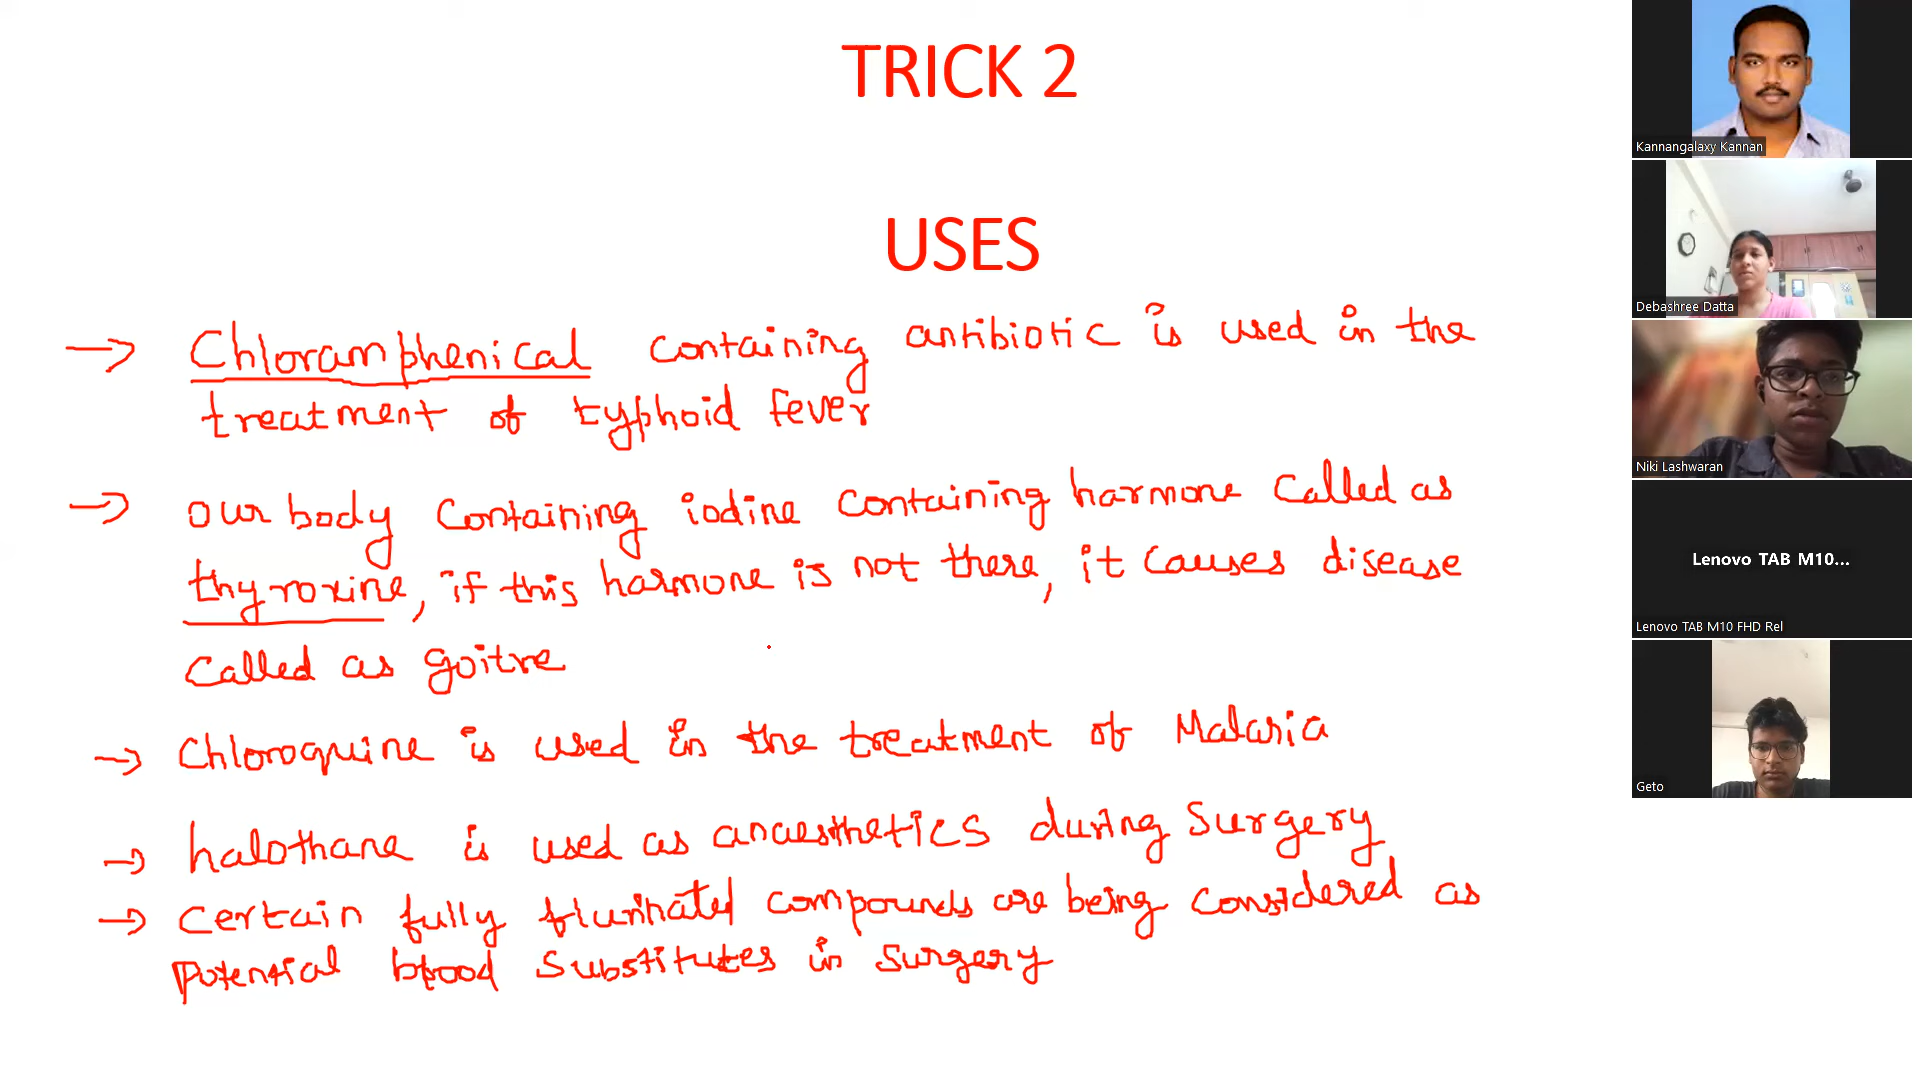 TRICK 2
USES
→ Chloramphenical containing antibiotic is used in the
treatment of typhoid fever
→ our body containing iodine containing harmone called as
thyroxine, if this harmone is not there, it causes disease
called as goitre
→ Chloroquine is used in the treatment of Malaria
→ halothane is used as anaesthetics during surgery
→ certain fully flurinated compounds are being considered as
potential blood substitutes in surgery
Kannangalaxy Kannan
Debashree Datta
Niki Lashwaran
Lenovo TAB M10...
Lenovo TAB M10 FHD Rel
Geto